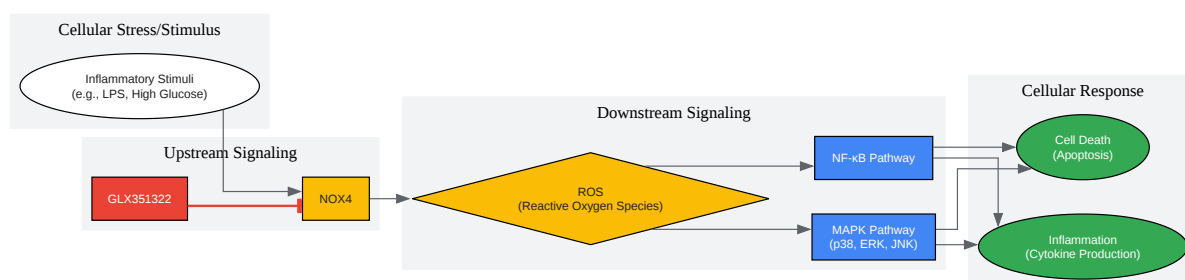 Cellular Stress/Stimulus
Inflammatory Stimuli
(e.g., LPS, High Glucose)
Upstream Signaling
GLX351322
NOX4
Downstream Signaling
ROS
(Reactive Oxygen Species)
NF-κB Pathway
MAPK Pathway
(p38, ERK, JNK)
Cellular Response
Cell Death
(Apoptosis)
Inflammation
(Cytokine Production)